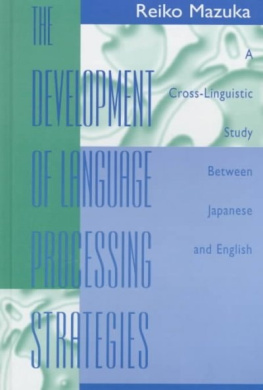 Reiko Mazuka
THE
DEVELOPMENT
OF LANGUAGE
PROCESSING
STRATEGIES
A
Cross-Linguistic
Study
Between
Japanese
and English